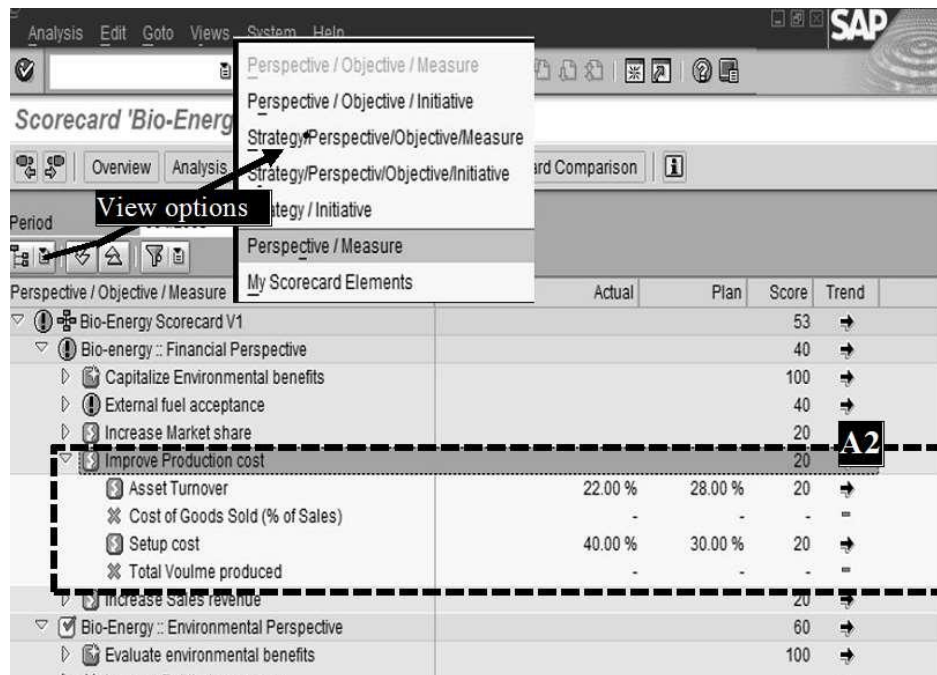 Analysis Edit Goto Views System Help
SAP
Perspective / Objective / Measure
Perspective / Objective / Initiative
Scorecard 'Bio-Energ
Strategy/Perspective/Objective/Measure
Overview Analysis Strategy/Perspectiv/Objective/Initiative ard Comparison
View options
Period
tegy / Initiative
Perspective / Measure
My Scorecard Elements
Perspective / Objective / Measure Actual Plan Score Trend
Bio-Energy Scorecard V1 53
Bio-energy :: Financial Perspective 40
Capitalize Environmental benefits 100
External fuel acceptance 40
Increase Market share 20
A2
Improve Production cost 20
Asset Turnover 22.00 % 28.00 % 20
Cost of Goods Sold (% of Sales) - - -
Setup cost 40.00 % 30.00 % 20
Total Voulme produced - - -
Increase Sales revenue 20
Bio-Energy :: Environmental Perspective 60
Evaluate environmental benefits 100